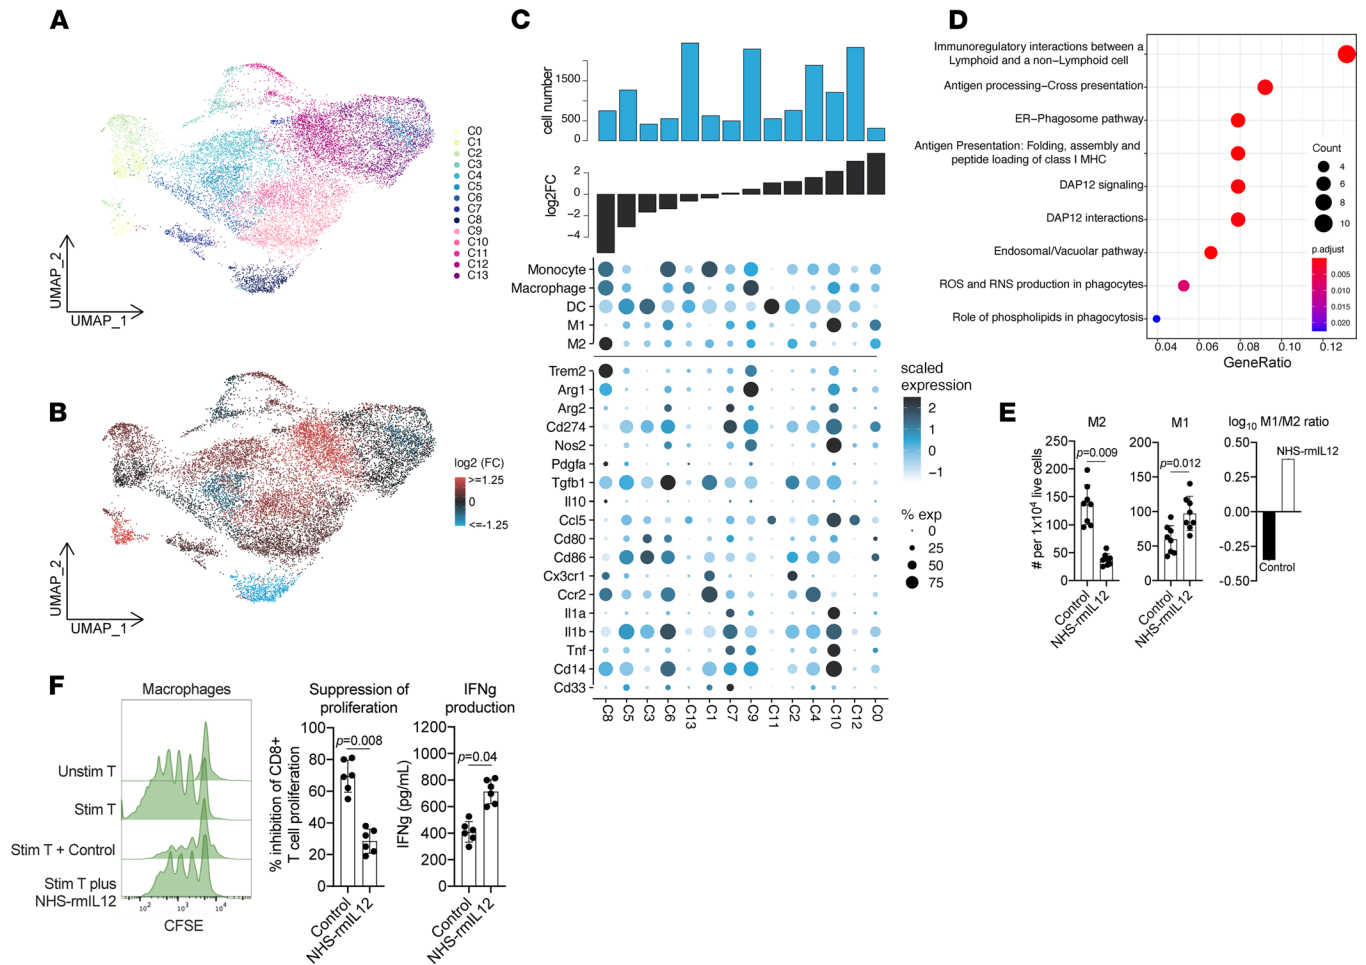 A
C0
C1
C2
C3
C4
C5
C6
C7
C8
C9
C10
C11
C12
C13
UMAP_2
UMAP_1
B
log2 (FC)
>=1.25
0
<=-1.25
UMAP_2
UMAP_1
C
cell number
1500
500
0
log2FC
2
0
−2
−4
Monocyte
Macrophage
DC
M1
M2
Trem2
Arg1
Arg2
Cd274
Nos2
Pdgfa
Tgfb1
Il10
Ccl5
Cd80
Cd86
Cx3cr1
Ccr2
Il1a
Il1b
Tnf
Cd14
Cd33
C8
C5
C3
C6
C13
C1
C7
C9
C11
C2
C4
C10
C12
C0
scaled
expression
2
1
0
−1
% exp
0
25
50
75
D
Immunoregulatory interactions between a
Lymphoid and a non−Lymphoid cell
Antigen processing−Cross presentation
ER−Phagosome pathway
Antigen Presentation: Folding, assembly and
peptide loading of class I MHC
DAP12 signaling
DAP12 interactions
Endosomal/Vacuolar pathway
ROS and RNS production in phagocytes
Role of phospholipids in phagocytosis
0.04
0.06
0.08
0.10
0.12
GeneRatio
Count
4
6
8
10
p.adjust
0.005
0.010
0.015
0.020
E
M2
# per 1x10⁴ live cells
250
200
150
100
50
0
p=0.009
Control
NHS-rmIL12
M1
200
150
100
50
0
p=0.012
Control
NHS-rmIL12
log₁₀ M1/M2 ratio
0.50
0.25
0.00
-0.25
-0.50
NHS-rmIL12
Control
F
Macrophages
Unstim T
Stim T
Stim T + Control
Stim T plus
NHS-rmIL12
10²
10³
10⁴
CFSE
Suppression of
proliferation
% inhibition of CD8+
T cell proliferation
100
80
60
40
20
0
p=0.008
Control
NHS-rmIL12
IFNg
production
IFNg (pg/mL)
1200
1000
800
600
400
200
0
p=0.04
Control
NHS-rmIL12